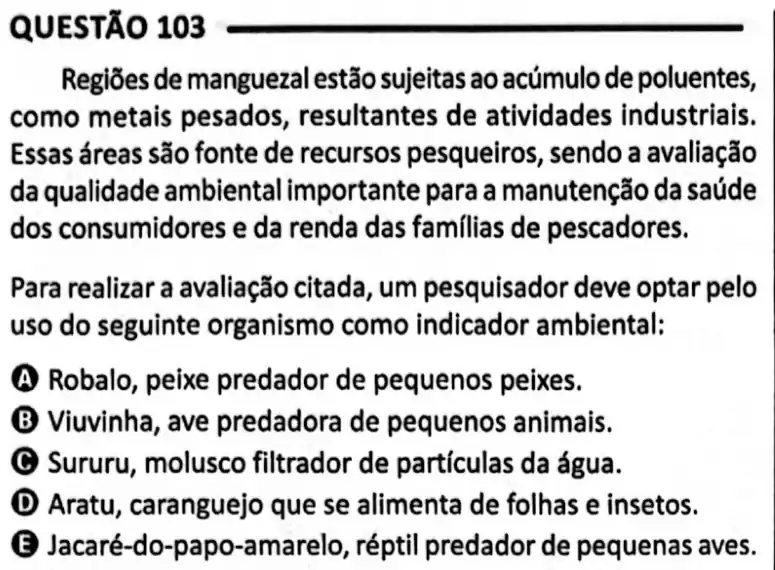 QUESTÃO 103
Regiões de manguezal estão sujeitas ao acúmulo de poluentes,
como metais pesados, resultantes de atividades industriais.
Essas áreas são fonte de recursos pesqueiros, sendo a avaliação
da qualidade ambiental importante para a manutenção da saúde
dos consumidores e da renda das famílias de pescadores.
Para realizar a avaliação citada, um pesquisador deve optar pelo
uso do seguinte organismo como indicador ambiental:
A Robalo, peixe predador de pequenos peixes.
B Viuvinha, ave predadora de pequenos animais.
C Sururu, molusco filtrador de partículas da água.
D Aratu, caranguejo que se alimenta de folhas e insetos.
E Jacaré-do-papo-amarelo, réptil predador de pequenas aves.